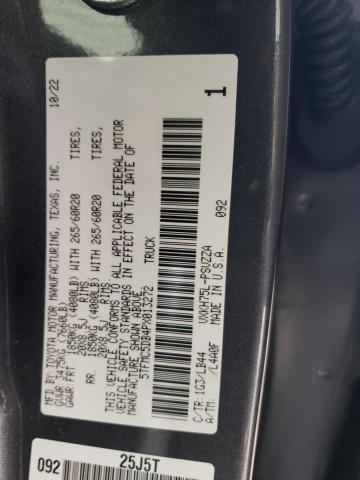 MFD BY TOYOTA MOTOR MANUFACTURING, TEXAS, INC. 10/22
GVWR 3475KG (7660LB)
GAWR FRT. 1850KG (4080LB) WITH 265/60R20 TIRES,
20X8.5J RIMS
RR. 1850KG (4080LB) WITH 265/60R20 TIRES,
20X8.5J RIMS
THIS VEHICLE CONFORMS TO ALL APPLICABLE FEDERAL MOTOR
VEHICLE SAFETY STANDARDS IN EFFECT ON THE DATE OF
MANUFACTURE SHOWN ABOVE.
5TFMC5DB4PX013272 TRUCK
1
092
VXKH75L-PSUZZA
MADE IN U.S.A.
C/TR: 1G3/LB44
A/TM: /L4A0F
092 25J5T